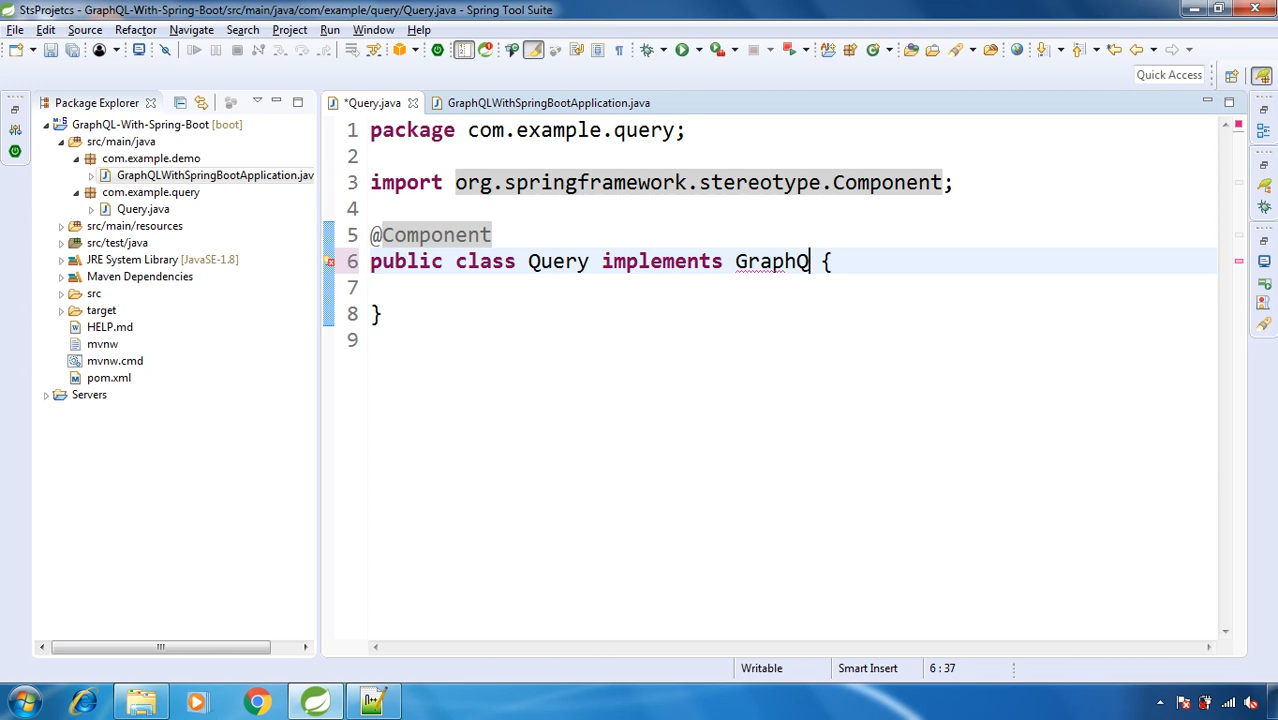 StsProjetcs - GraphQL-With-Spring-Boot/src/main/java/com/example/query/Query.java - Spring Tool Suite
File Edit Source Refactor Navigate Search Project Run Window Help
Quick Access
Package Explorer
*Query.java
GraphQLWithSpringBootApplication.java
GraphQL-With-Spring-Boot [boot]
src/main/java
com.example.demo
GraphQLWithSpringBootApplication.jav
com.example.query
Query.java
src/main/resources
src/test/java
JRE System Library [JavaSE-1.8]
Maven Dependencies
src
target
HELP.md
mvnw
mvnw.cmd
pom.xml
Servers
1 package com.example.query;
2
3 import org.springframework.stereotype.Component;
4
5 @Component
6 public class Query implements GraphQ {
7
8 }
9
Writable
Smart Insert
6 : 37